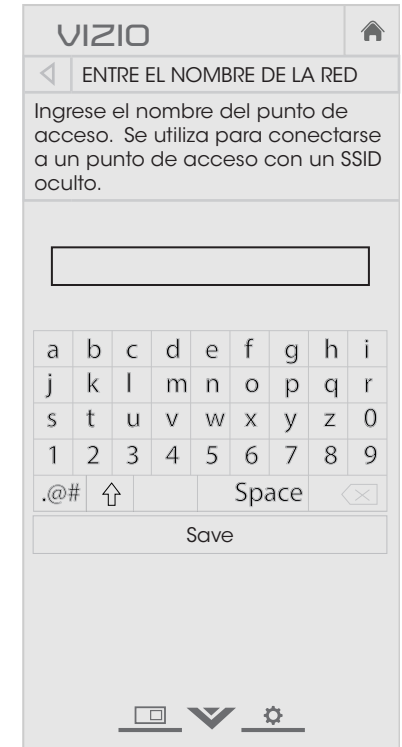 VIZIO
ENTRE EL NOMBRE DE LA RED
Ingrese el nombre del punto de
acceso. Se utiliza para conectarse
a un punto de acceso con un SSID
oculto.
a b c d e f g h i
j k l m n o p q r
s t u v w x y z 0
1 2 3 4 5 6 7 8 9
.@# Space
Save